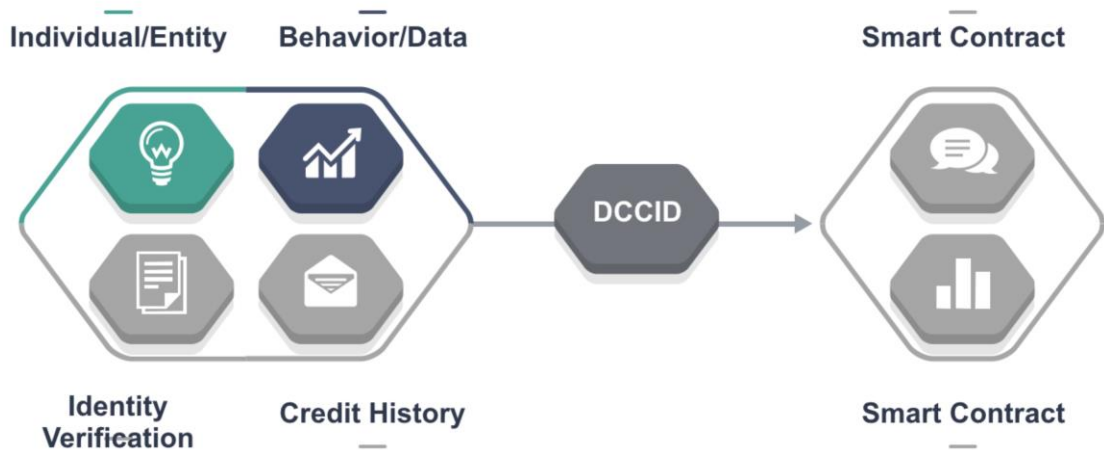 Individual/Entity
Behavior/Data
Smart Contract
DCCID
Identity
Verification
Credit History
Smart Contract